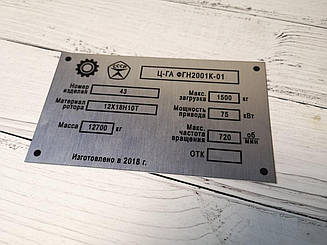 СССР
Ц-ГА ФГН2001К-01
Номер изделия 43
Макс. загрузка 1500 кг
Материал ротора 12Х18Н10Т
Мощность привода 75 кВт
Масса 12700 кг
Макс. частота вращения 720 об мин
Изготовлено в 2018 г.
ОТК